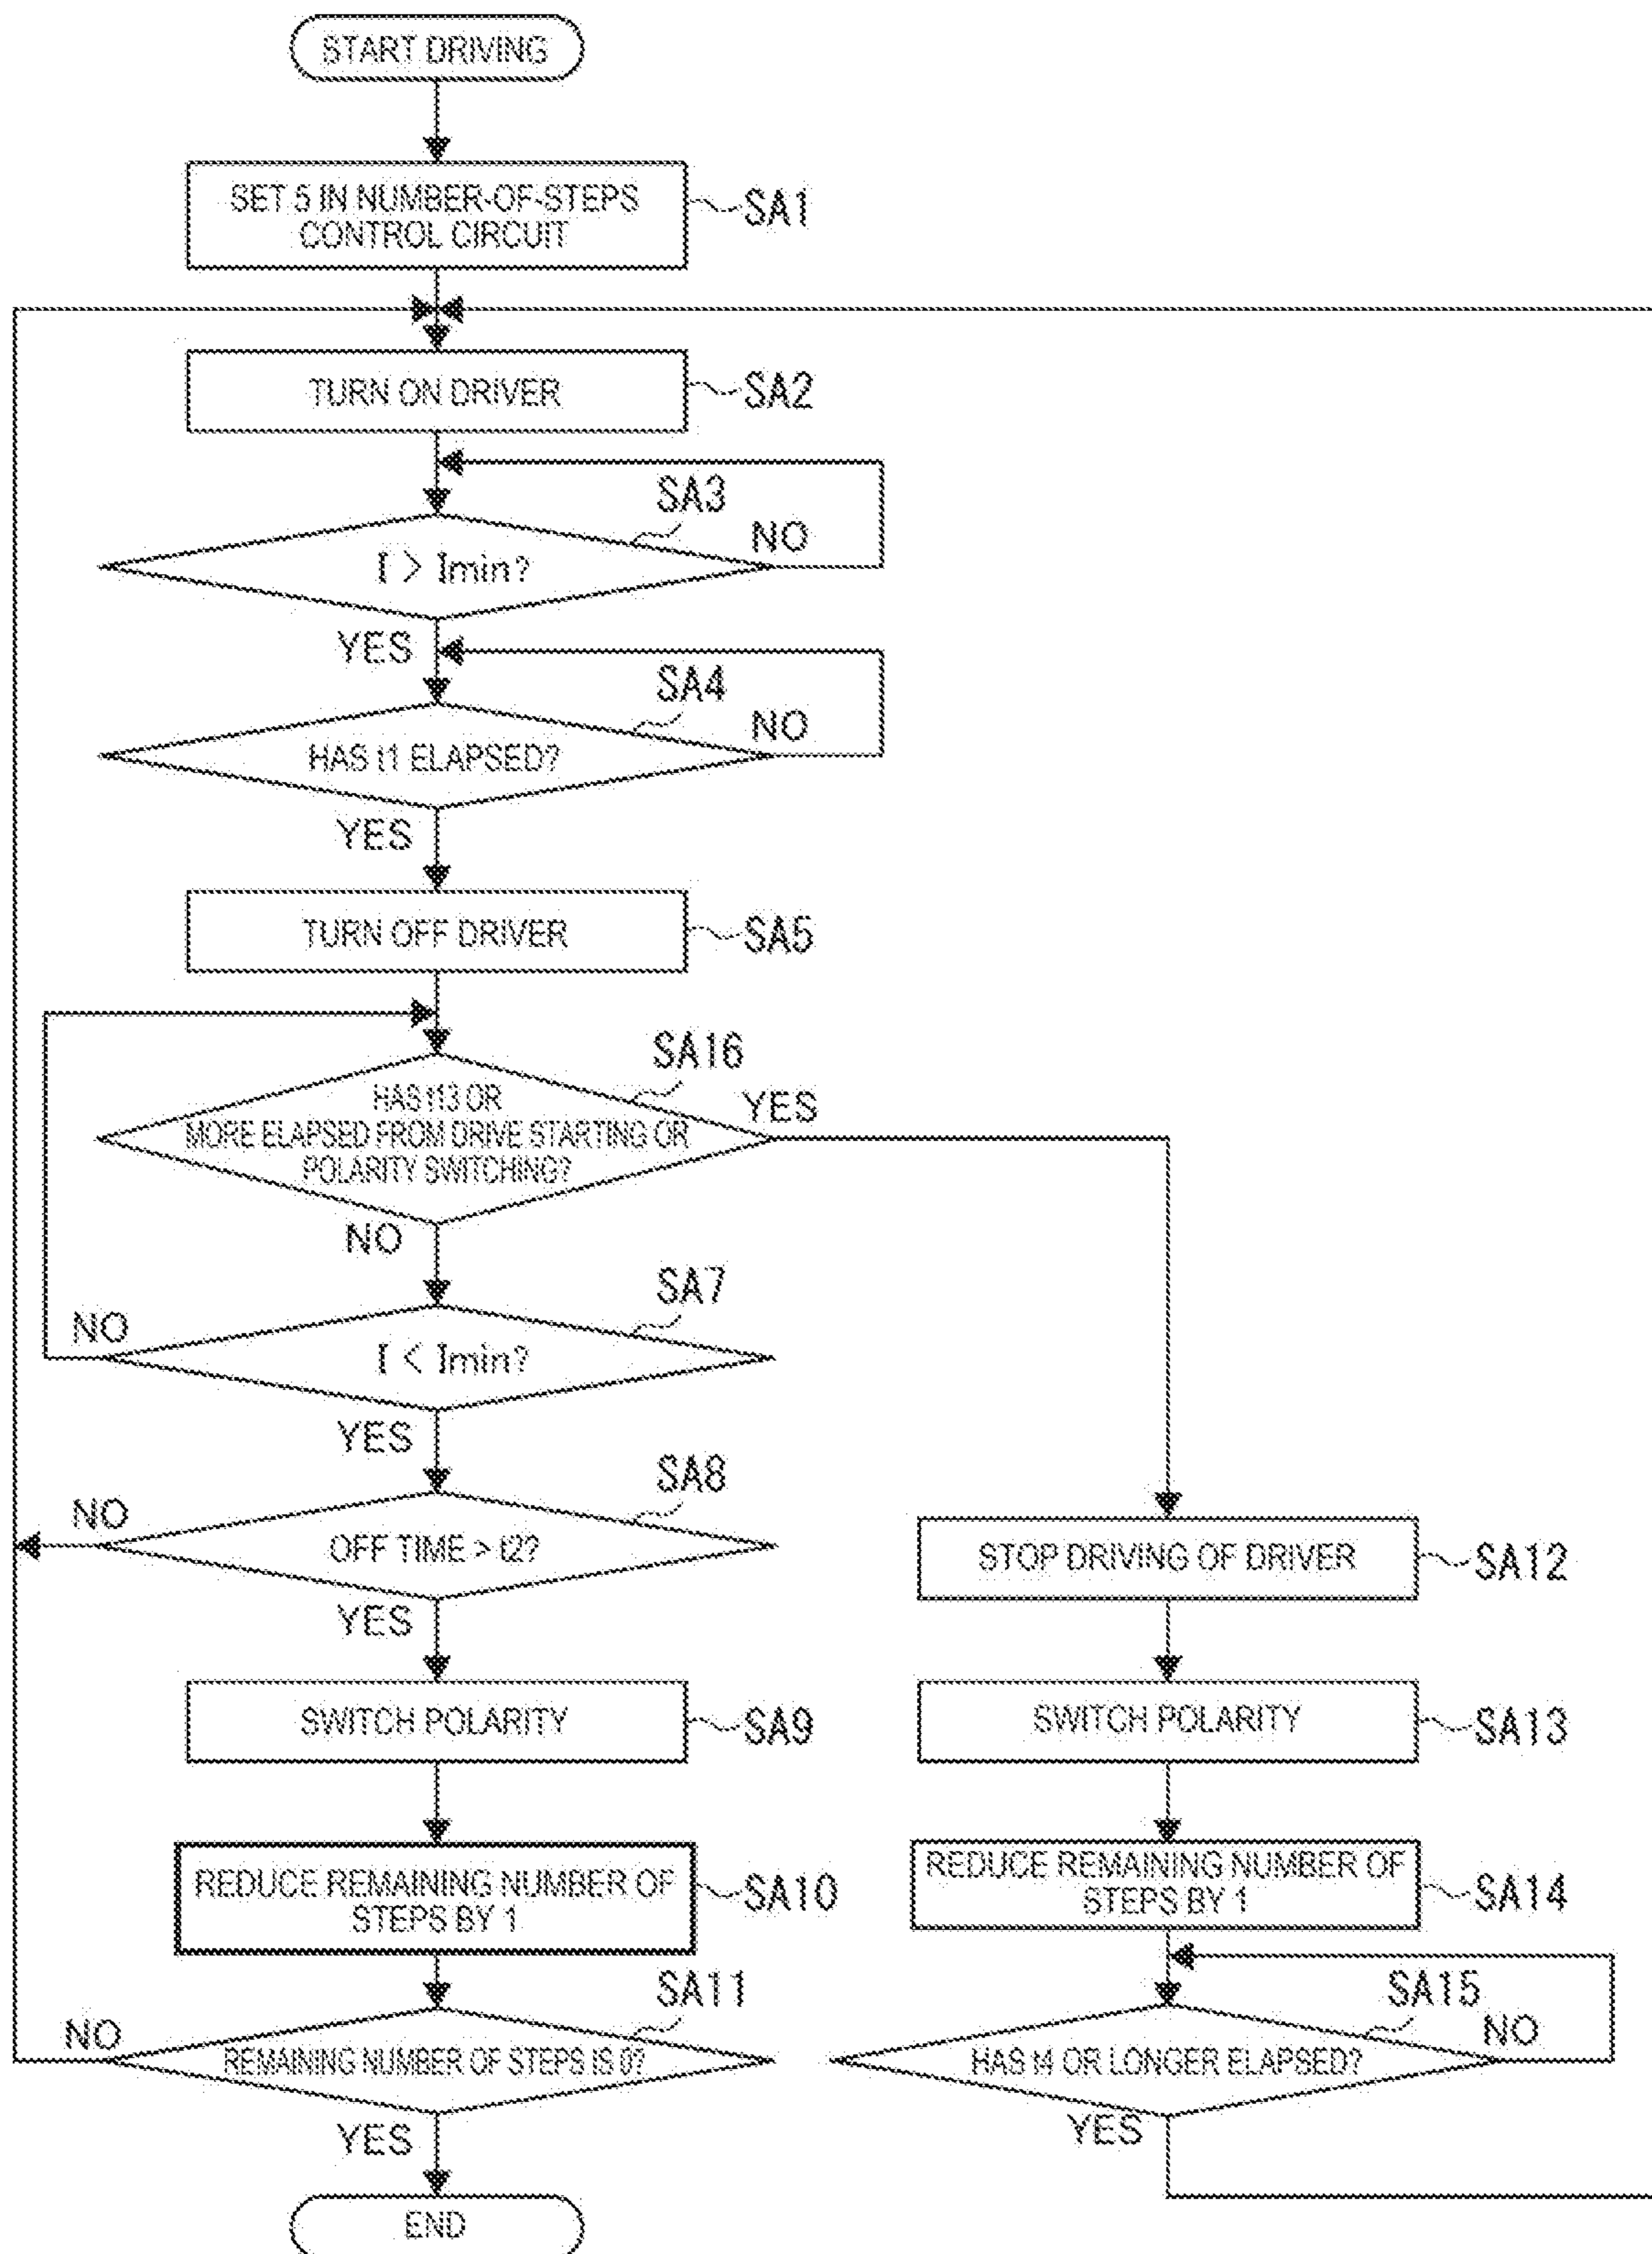 START DRIVING
SET 5 IN NUMBER-OF-STEPS
CONTROL CIRCUIT
SA1
TURN ON DRIVER
SA2
SA3
I > Imin?
NO
YES
SA4
HAS t1 ELAPSED?
NO
YES
TURN OFF DRIVER
SA5
SA16
HAS t13 OR
MORE ELAPSED FROM DRIVE STARTING OR
POLARITY SWITCHING?
YES
NO
SA7
I < Imin?
NO
YES
SA8
OFF TIME > t2?
NO
YES
SWITCH POLARITY
SA9
REDUCE REMAINING NUMBER OF
STEPS BY 1
SA10
SA11
REMAINING NUMBER OF STEPS IS 0?
NO
YES
END
STOP DRIVING OF DRIVER
SA12
SWITCH POLARITY
SA13
REDUCE REMAINING NUMBER OF
STEPS BY 1
SA14
SA15
HAS t4 OR LONGER ELAPSED?
NO
YES